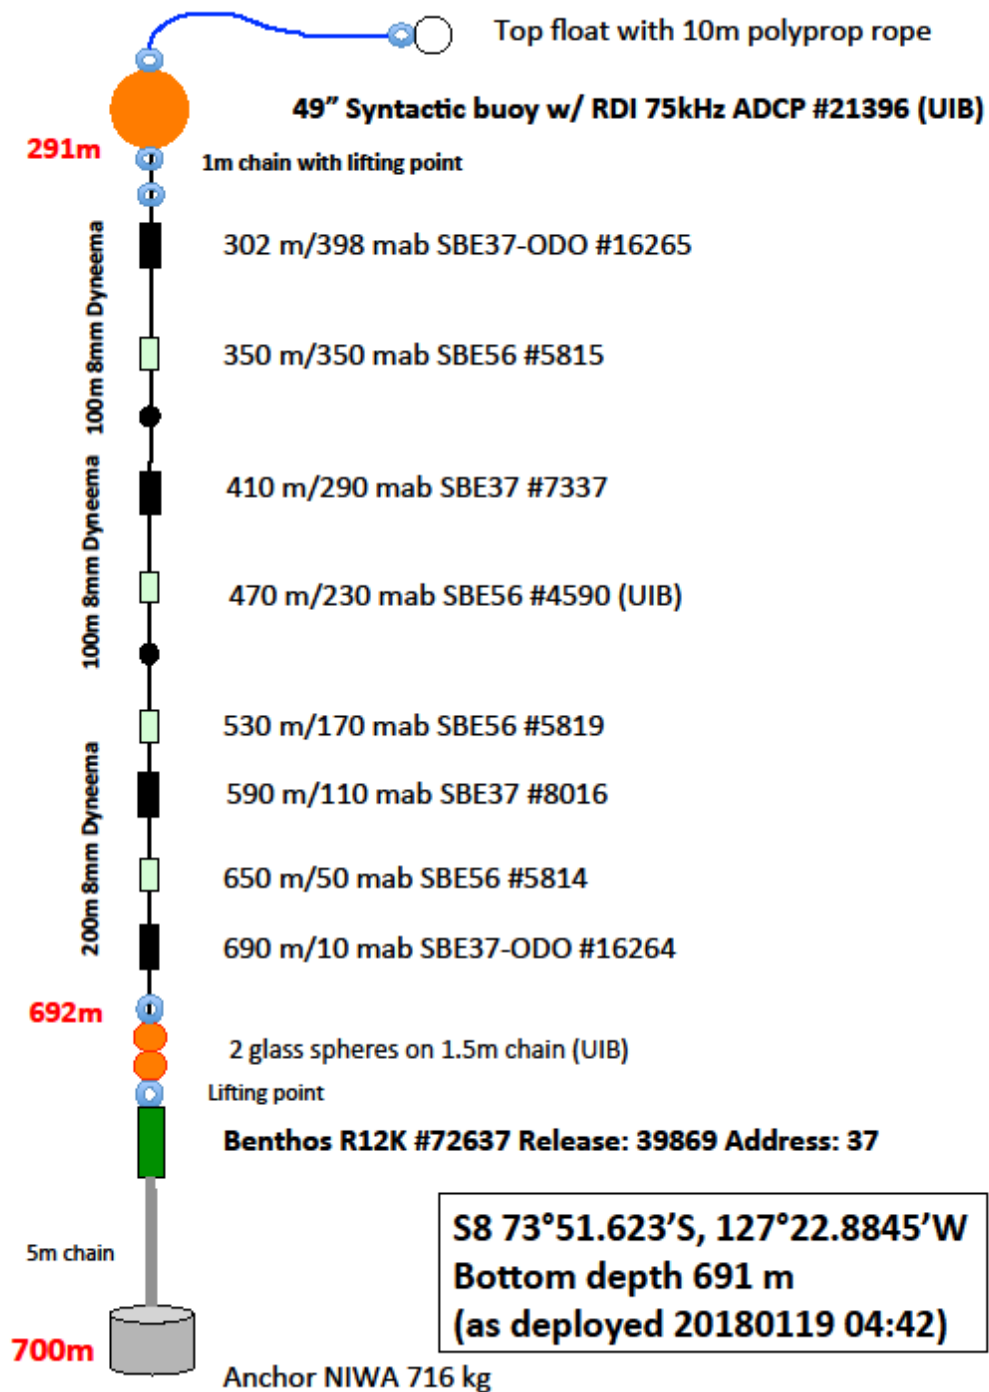 Top float with 10m polyprop rope
49” Syntactic buoy w/ RDI 75kHz ADCP #21396 (UIB)
291m
1m chain with lifting point
100m 8mm Dyneema
302 m/398 mab SBE37-ODO #16265
350 m/350 mab SBE56 #5815
100m 8mm Dyneema
410 m/290 mab SBE37 #7337
470 m/230 mab SBE56 #4590 (UIB)
200m 8mm Dyneema
530 m/170 mab SBE56 #5819
590 m/110 mab SBE37 #8016
650 m/50 mab SBE56 #5814
690 m/10 mab SBE37-ODO #16264
692m
2 glass spheres on 1.5m chain (UIB)
Lifting point
Benthos R12K #72637 Release: 39869 Address: 37
S8 73°51.623’S, 127°22.8845’W
Bottom depth 691 m
(as deployed 20180119 04:42)
5m chain
700m
Anchor NIWA 716 kg